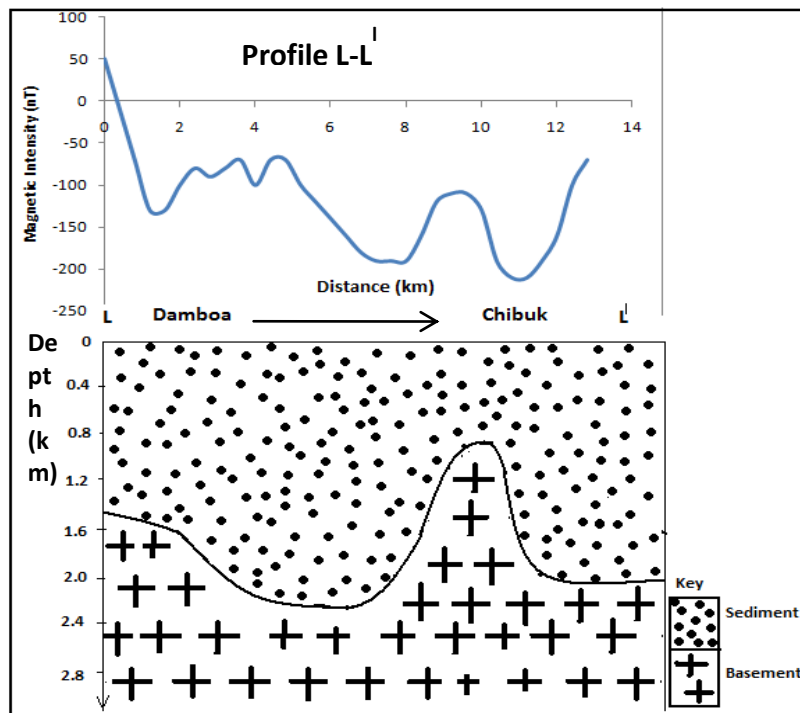 Profile L-L'
100
50
0
-50
-100
-150
-200
-250
0 2 4 6 8 10 12 14
Magnetic Intensity (nT)
Distance (km)
L Damboa Chibuk L'
Depth (km)
0
0.4
0.8
1.2
1.6
2.0
2.4
2.8
Key
Sediment
Basement